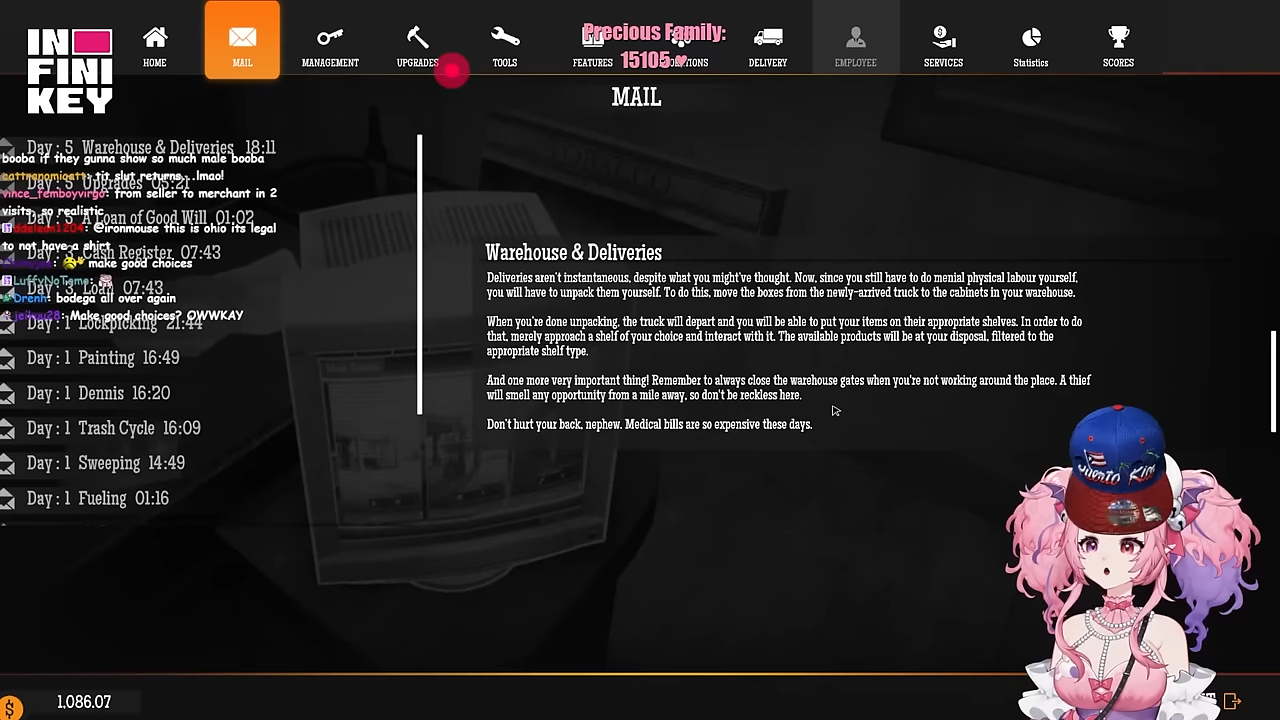 IN
FINI
KEY
HOME
MAIL
MANAGEMENT
UPGRADES
TOOLS
FEATURES
DELIVERY
EMPLOYEE
SERVICES
Statistics
SCORES
Precious Family:
15105 ♥
MAIL
Day : 5 Warehouse & Deliveries 18:11
booba if they gunna show so much male booba
cattranomicatt: tit slut returns...lmao!
Day : 5 Upgrades 05:21
vince_femboyvirgo: from seller to merchant in 2
visits, so realistic
Day : 5 A Loan of Good Will 01:02
@ironmouse this is ohio its legal
to not have a shirt
Cash Register 07:43
make good choices
Loan 07:43
LuffyNoTame:
Drenn: bodega all over again
Make good choices? OWWKAY
Day : 1 Lockpicking 21:44
Day : 1 Painting 16:49
Day : 1 Dennis 16:20
Day : 1 Trash Cycle 16:09
Day : 1 Sweeping 14:49
Day : 1 Fueling 01:16
Warehouse & Deliveries
Deliveries aren't instantaneous, despite what you might've thought. Now, since you still have to do menial physical labour yourself,
you will have to unpack them yourself. To do this, move the boxes from the newly-arrived truck to the cabinets in your warehouse.
When you're done unpacking, the truck will depart and you will be able to put your items on their appropriate shelves. In order to do
that, merely approach a shelf of your choice and interact with it. The available products will be at your disposal, filtered to the
appropriate shelf type.
And one more very important thing! Remember to always close the warehouse gates when you're not working around the place. A thief
will smell any opportunity from a mile away, so don't be reckless here.
Don't hurt your back, nephew. Medical bills are so expensive these days.
$ 1,086.07